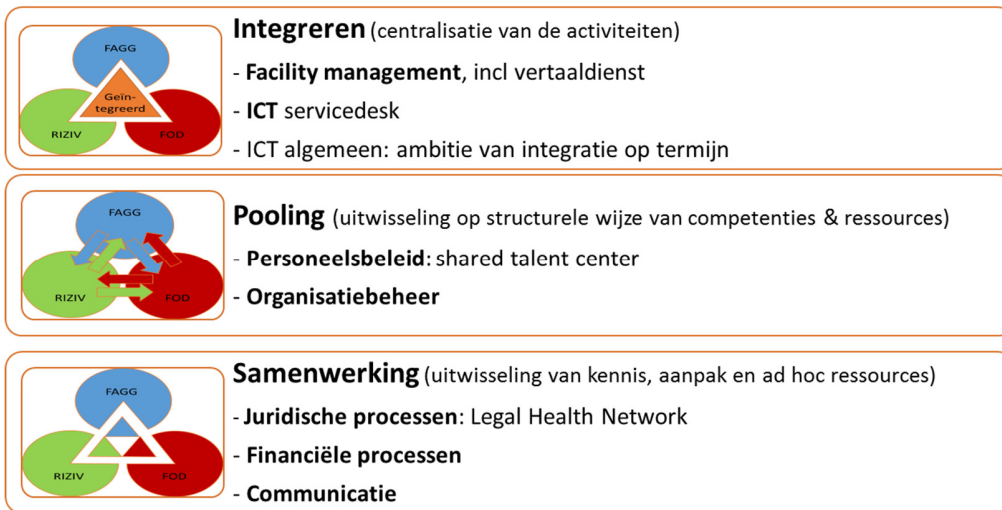 FAGG
Geïn-
tegreerd
RIZIV
FOD
Integreren (centralisatie van de activiteiten)
- Facility management, incl vertaaldienst
- ICT servicedesk
- ICT algemeen: ambitie van integratie op termijn
FAGG
RIZIV
FOD
Pooling (uitwisseling op structurele wijze van competenties & ressources)
- Personeelsbeleid: shared talent center
- Organisatiebeheer
FAGG
RIZIV
FOD
Samenwerking (uitwisseling van kennis, aanpak en ad hoc ressources)
- Juridische processen: Legal Health Network
- Financiële processen
- Communicatie